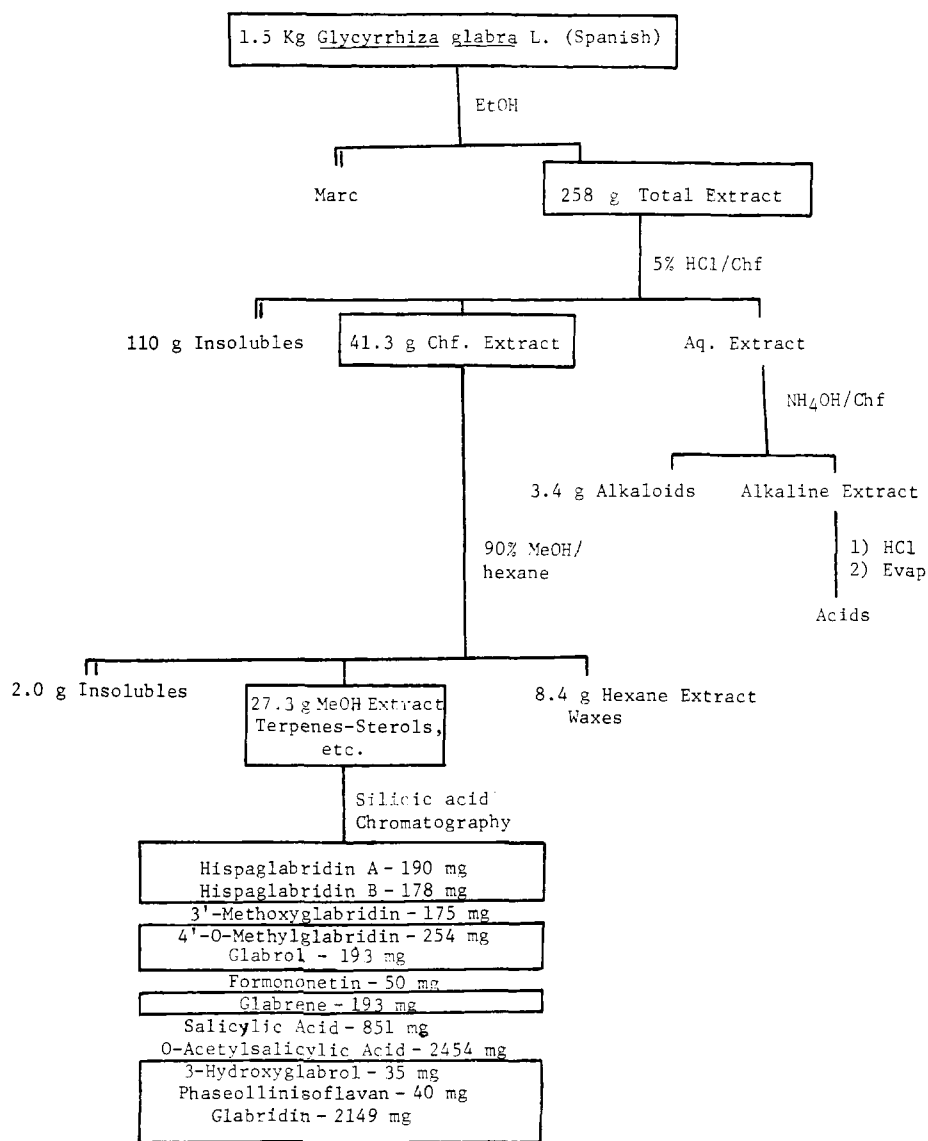 1.5 Kg Glycyrrhiza glabra L. (Spanish)
EtOH
Marc
258 g Total Extract
5% HCl/Chf
110 g Insolubles
41.3 g Chf. Extract
Aq. Extract
NH4OH/Chf
3.4 g Alkaloids
Alkaline Extract
90% MeOH/
hexane
1) HCl
2) Evap
Acids
2.0 g Insolubles
27.3 g MeOH Extract
Terpenes-Sterols,
etc.
8.4 g Hexane Extract
Waxes
Silicic acid
Chromatography
Hispaglabridin A - 190 mg
Hispaglabridin B - 178 mg
3'-Methoxyglabridin - 175 mg
4'-O-Methylglabridin - 254 mg
Glabrol - 193 mg
Formononetin - 50 mg
Glabrene - 193 mg
Salicylic Acid - 851 mg
O-Acetylsalicylic Acid - 2454 mg
3-Hydroxyglabrol - 35 mg
Phaseollinisoflavan - 40 mg
Glabridin - 2149 mg